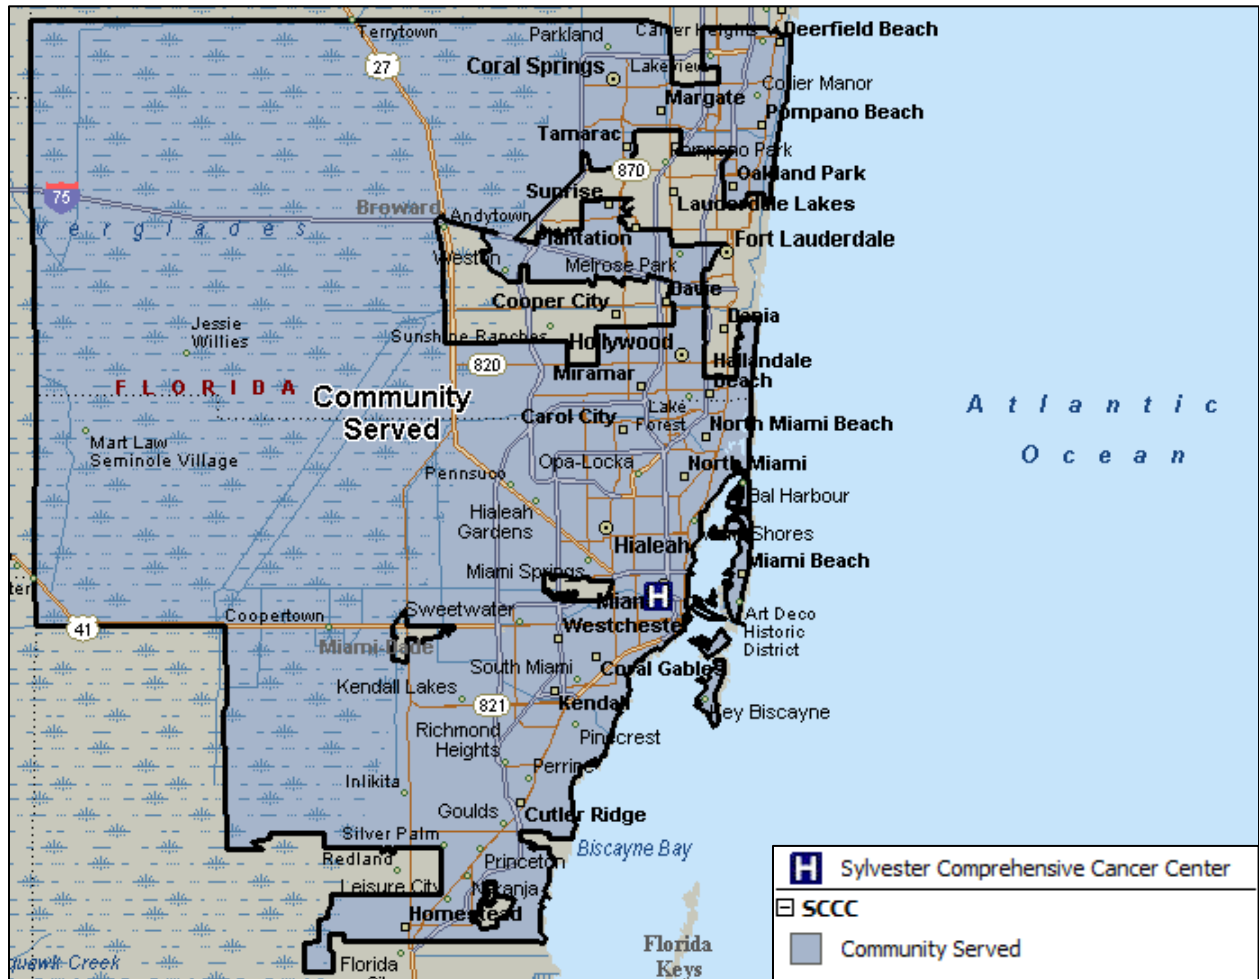 Terrytown
Parkland
Deerfield Beach
27
Coral Springs
Lakeview
Collier Manor
Margate
Pompano Beach
Tamarac
Pompano Park
870
Oakland Park
75
Sunrise
Broward
Andytown
Lauderdale Lakes
verglades
Plantation
Fort Lauderdale
Weston
Melrose Park
Davie
Cooper City
Dania
Jessie
Willies
Sunshine Ranches
Hollywood
820
Hallandale
Beach
Miramar
FLORIDA
Community
Served
Atlantic
Ocean
Carol City
Lake
Forest
North Miami Beach
Mart Law
Seminole Village
Opa-Locka
North Miami
Pennsuco
Bal Harbour
Hialeah
Gardens
Shores
Hialeah
Miami Springs
Miami Beach
ter
H
Sweetwater
Coopertown
41
Westcheste
Art Deco
Historic
District
Miami-Dade
South Miami
Coral Gables
Kendall Lakes
821
Kendall
Key Biscayne
Richmond
Heights
Pinecrest
Perrine
Inlikita
Goulds
Cutler Ridge
Silver Palm
Biscayne Bay
Redland
Princeton
Leisure City
Naranja
Homestead
Florida
Keys
quawk Creek
Florida
H Sylvester Comprehensive Cancer Center
SCCC
Community Served